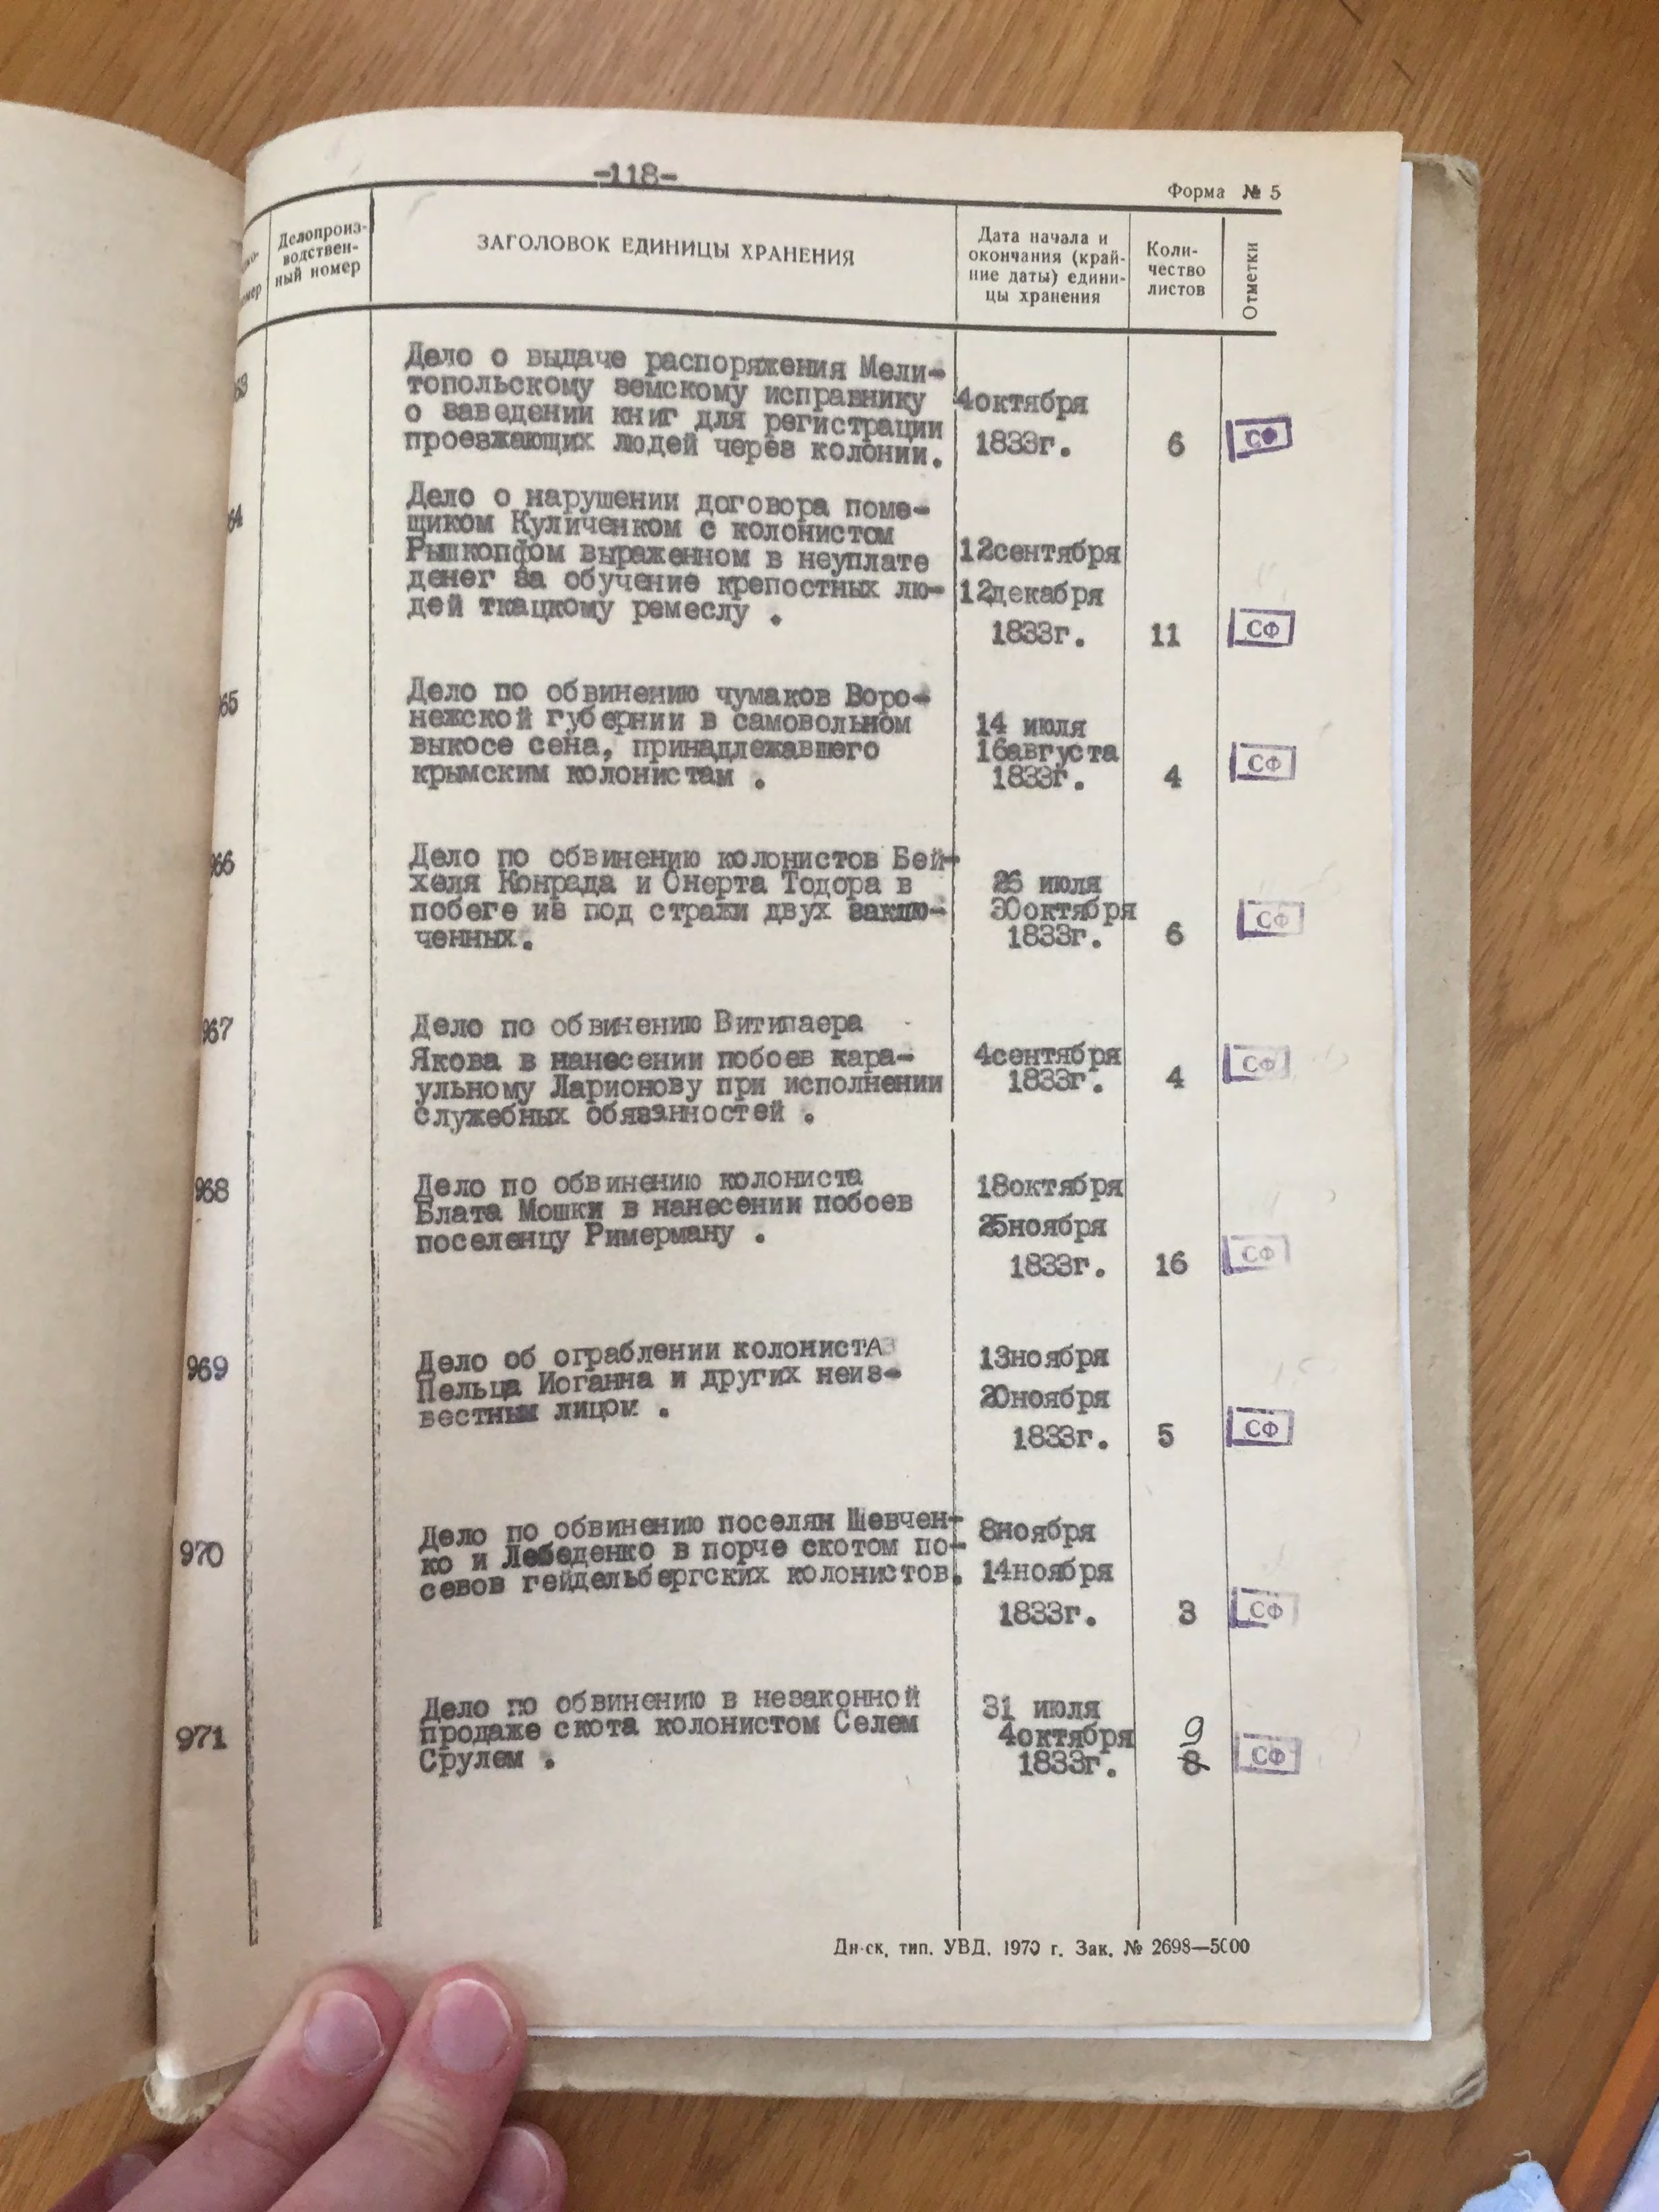 -118-
Форма № 5
Делопроиз-
водствен-
ный номер
ЗАГОЛОВОК ЕДИНИЦЫ ХРАНЕНИЯ
Дата начала и
окончания (край-
ние даты) едини-
цы хранения
Коли-
чество
листов
Отметки
63
Дело о выдаче распоряжения Мели-
топольскому земскому исправнику
о заведении книг для регистрации
проезжающих людей через колонии.
4октября
1833г.
6
СФ
64
Дело о нарушении договора поме-
щиком Куличенком с колонистом
Рышкопфом выраженном в неуплате
денег за обучение крепостных лю-
дей ткацкому ремеслу .
12сентября
12декабря
1833г.
11
СФ
65
Дело по обвинению чумаков Воро-
нежской губернии в самовольном
выкосе сена, принадлежавшего
крымским колонистам .
14 июля
16августа
1833г.
4
СФ
966
Дело по обвинению колонистов Бей-
хеля Конрада и Онерта Тодора в
побеге из под стражи двух заклю-
ченных.
26 июля
30октября
1833г.
6
СФ
967
Дело по обвинению Витипаера
Якова в нанесении побоев кара-
ульному Ларионову при исполнении
служебных обязанностей .
4сентября
1833г.
4
СФ
968
Дело по обвинению колониста
Блата Мошки в нанесении побоев
поселенцу Римерману .
18октября
25ноября
1833г.
16
СФ
969
Дело об ограблении колониста
Пельца Иоганна и других неиз-
вестным лицом .
13ноября
20ноября
1833г.
5
СФ
970
Дело по обвинению поселян Шевчен-
ко и Лебеденко в порче скотом по-
севов гейдельбергских колонистов.
8ноября
14ноября
1833г.
3
СФ
971
Дело по обвинению в незаконной
продаже скота колонистом Селем
Срулем .
31 июля
4октября
1833г.
9
8
СФ
Дн-ск, тип. УВД. 1970 г. Зак. № 2698—5000